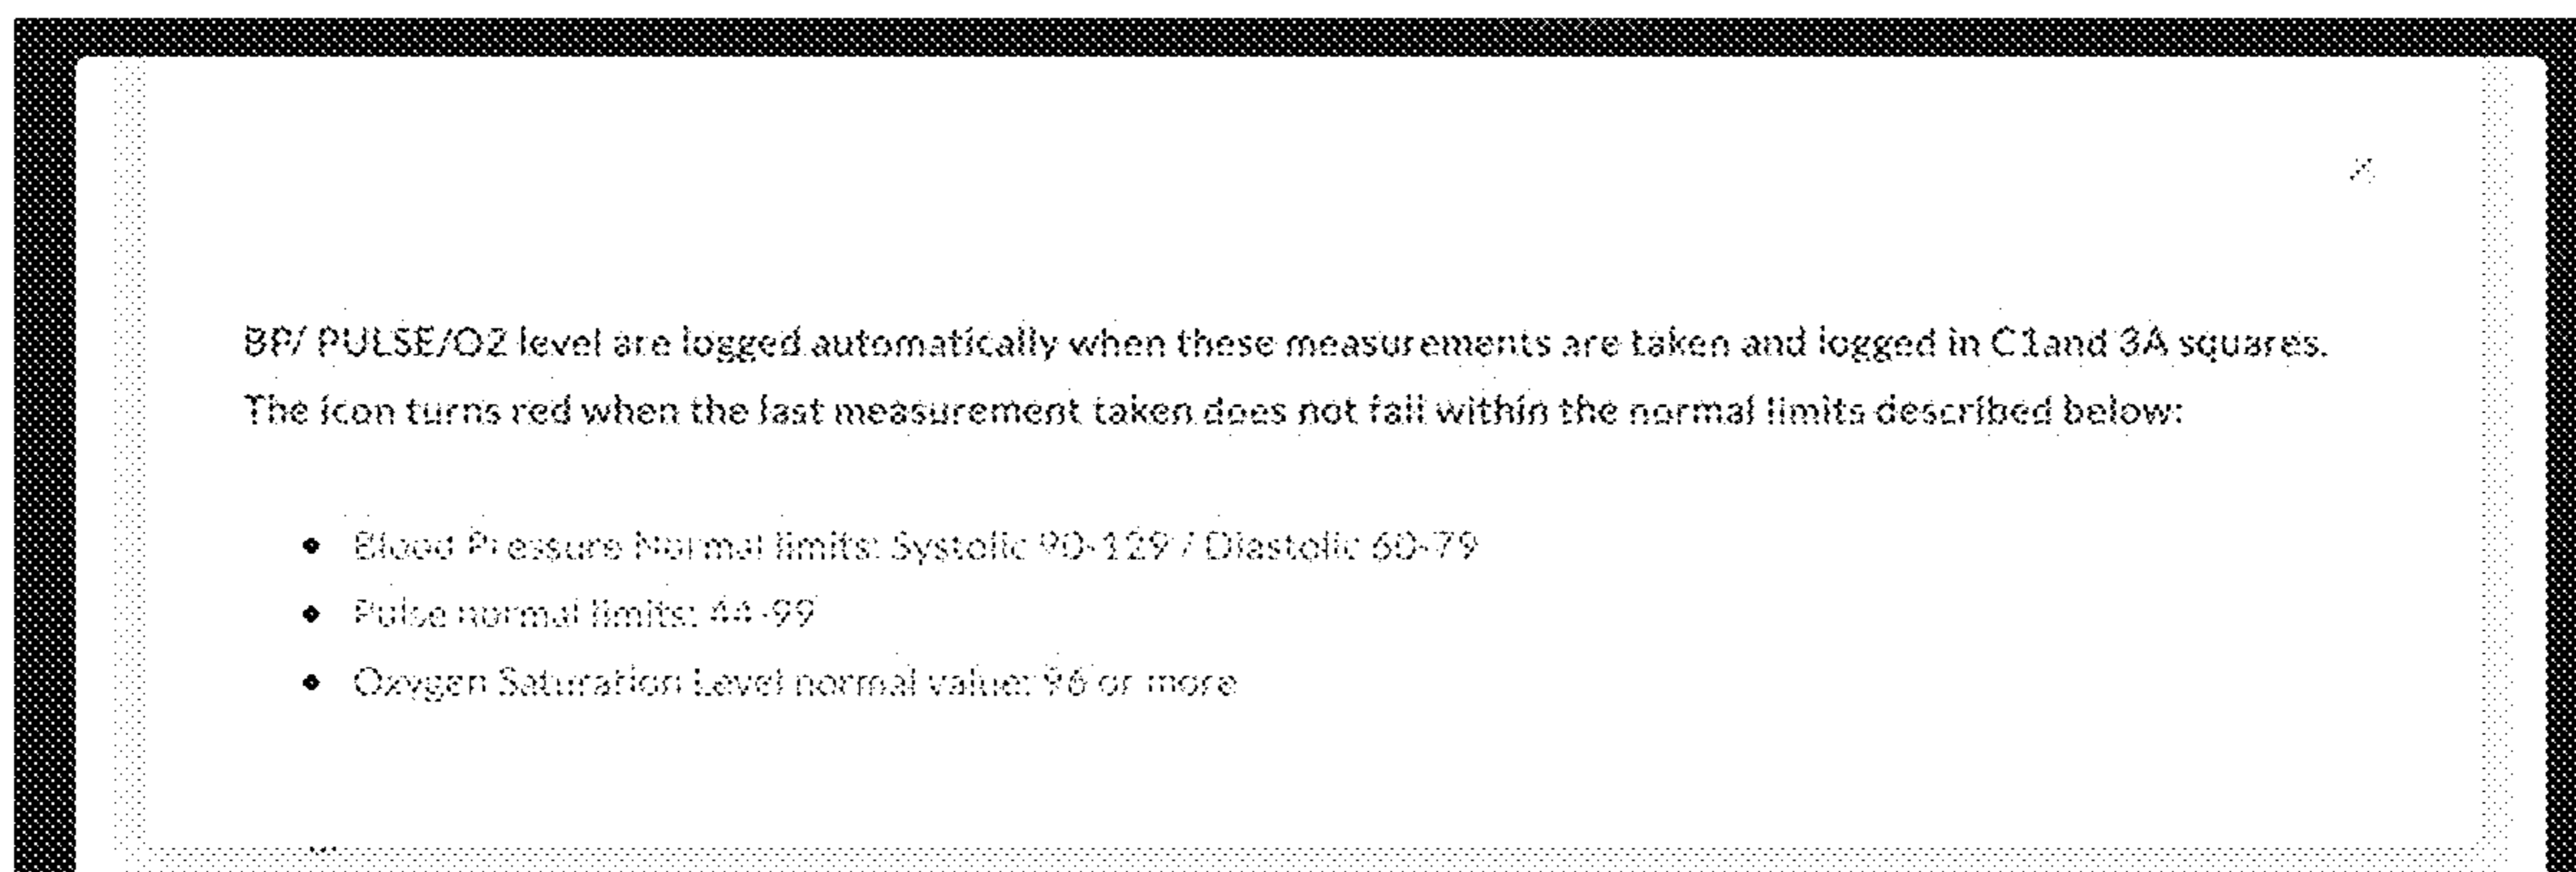 BP/ PULSE/O2 level are logged automatically when these measurements are taken and logged in C1and 3A squares.
The icon turns red when the last measurement taken does not fall within the normal limits described below:
• Blood Pressure Normal limits: Systolic 90-129 / Diastolic 60-79
• Pulse normal limits: 44-99
• Oxygen Saturation Level normal value: 96 or more